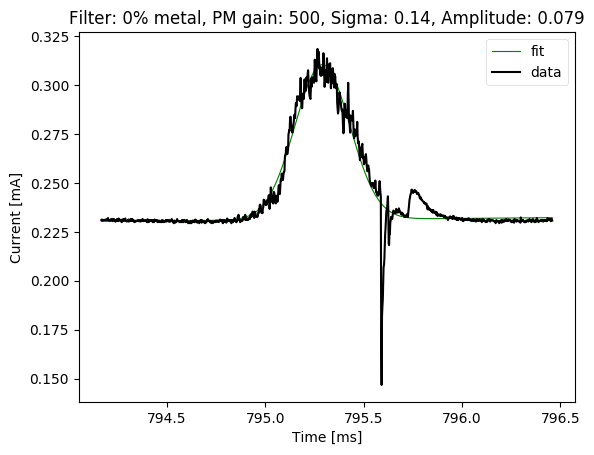 Filter: 0% metal, PM gain: 500, Sigma: 0.14, Amplitude: 0.079
fit
data
0.325
0.300
0.275
0.250
0.225
0.200
0.175
0.150
Current [mA]
794.5
795.0
795.5
796.0
796.5
Time [ms]